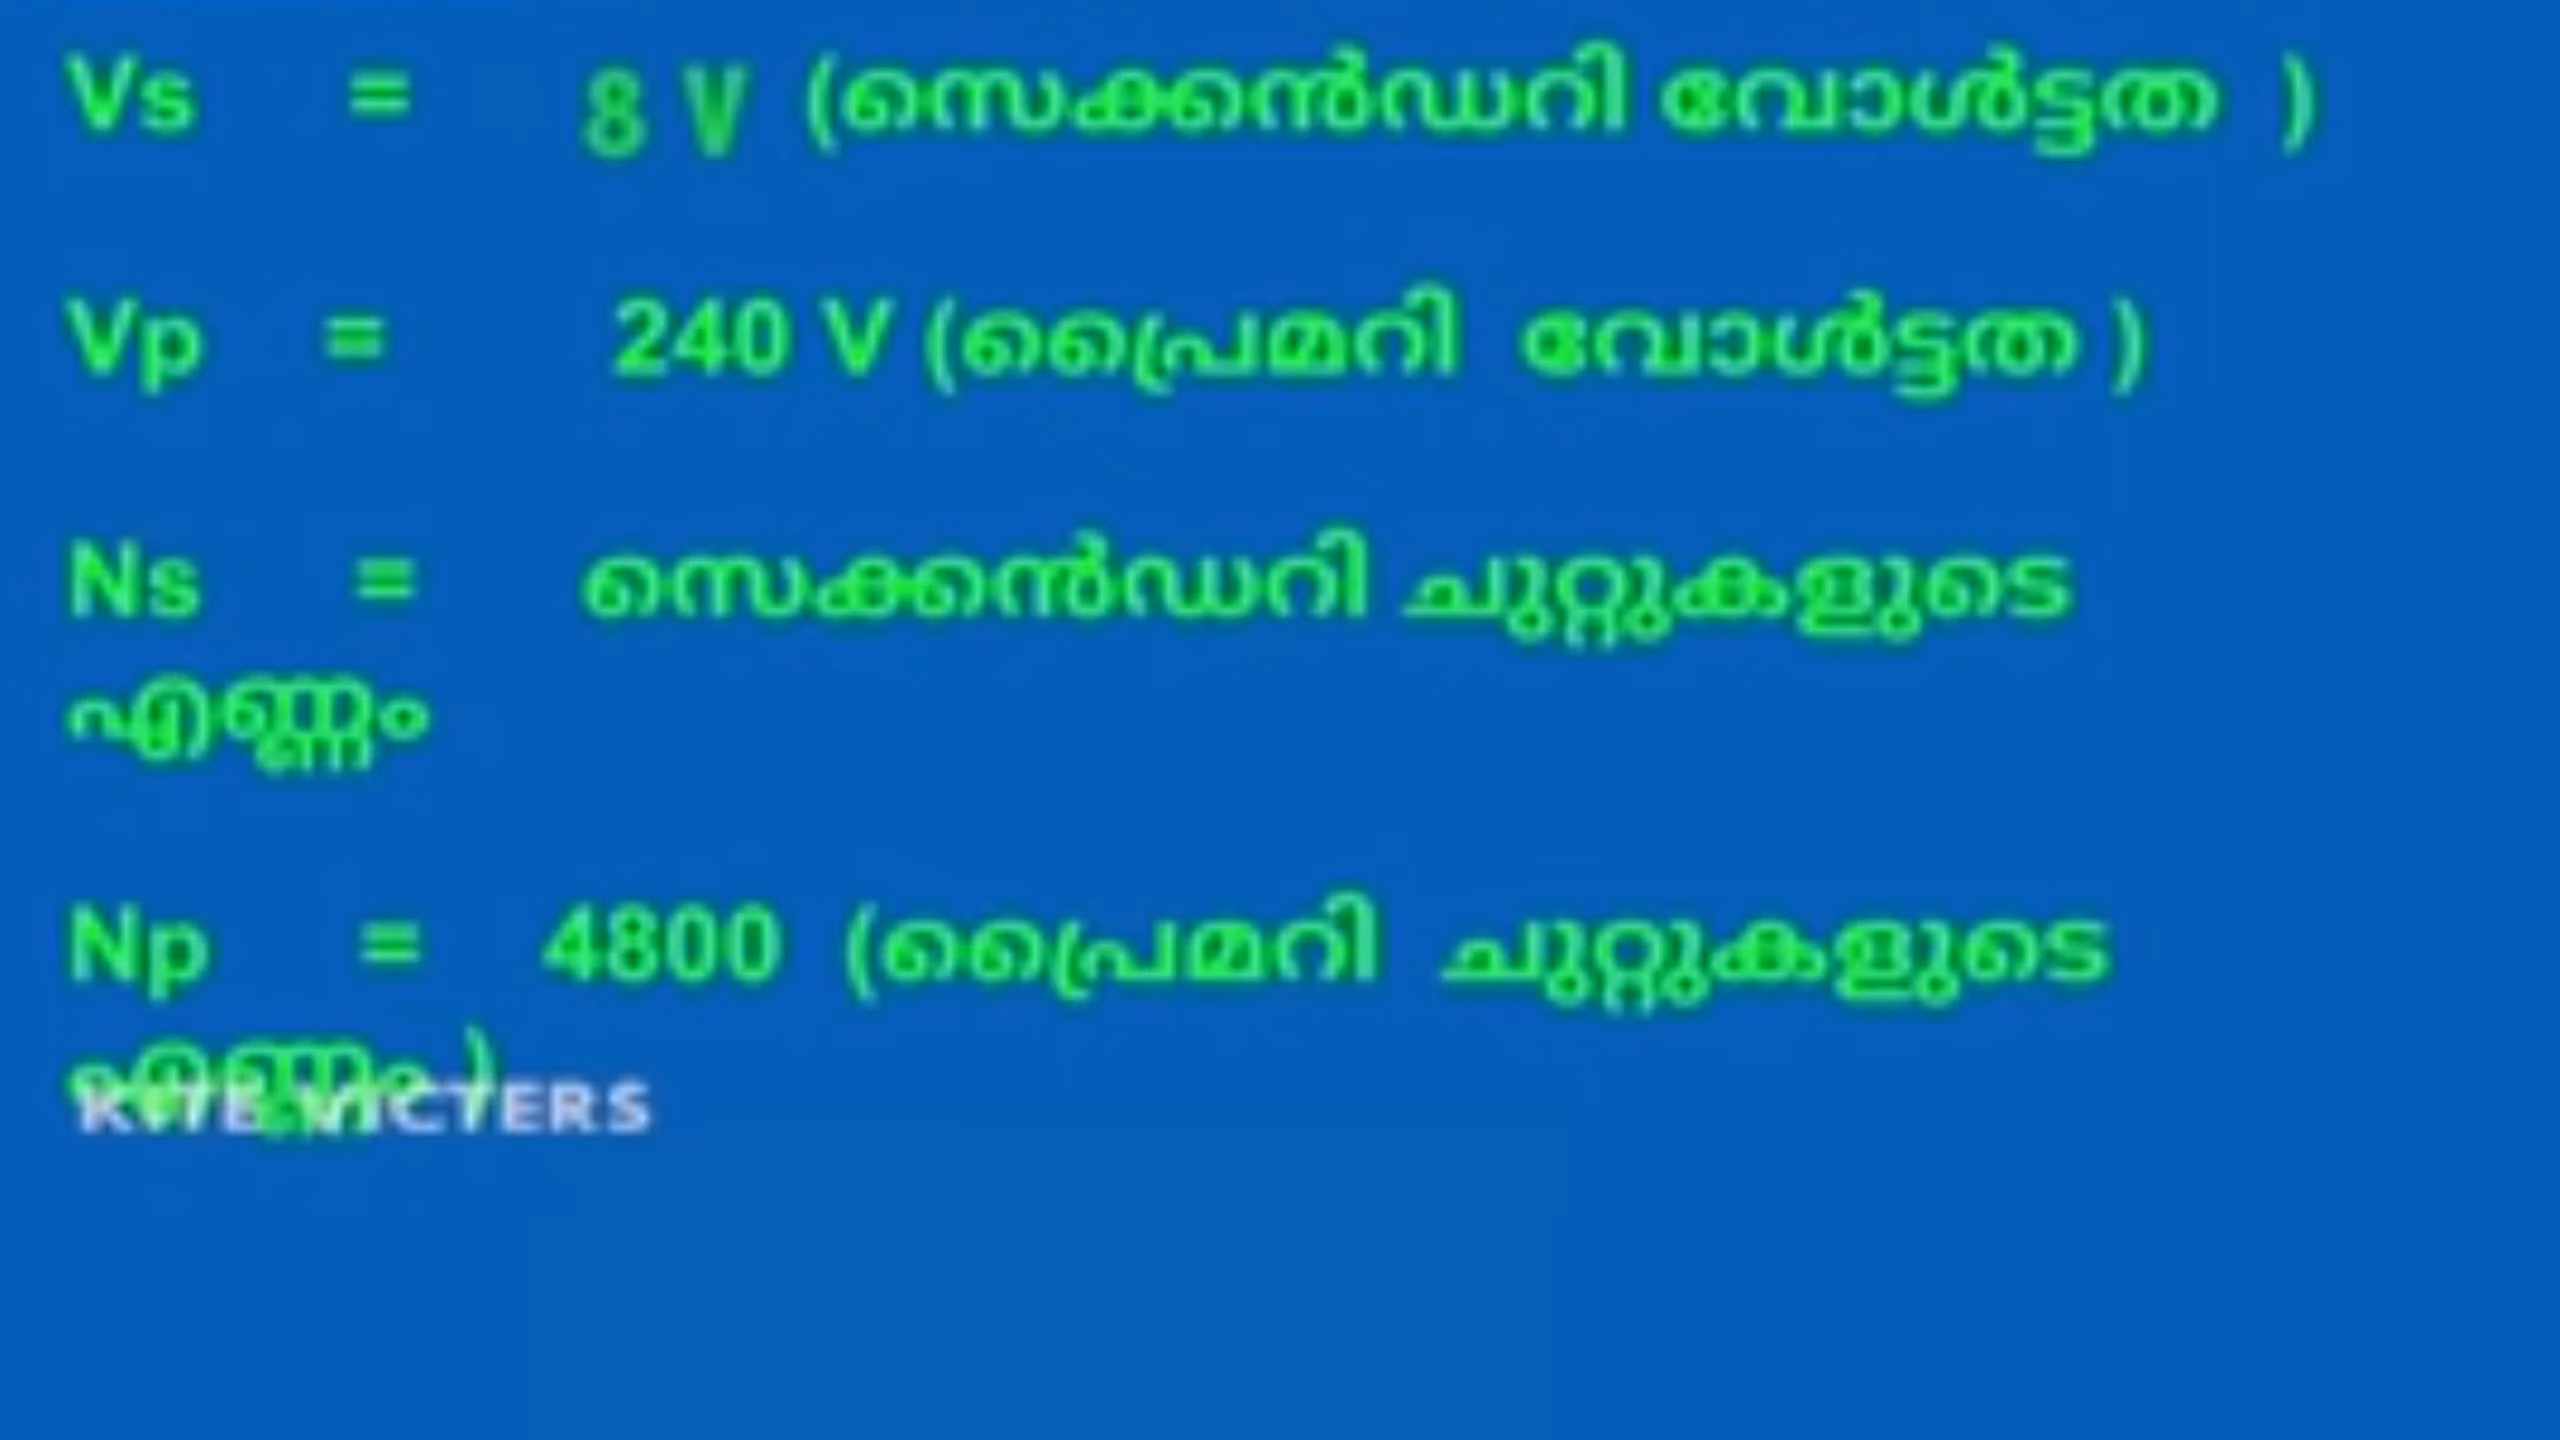 Vs = 8 V (സെക്കൻഡറി വോൾട്ടത )
Vp = 240 V (പ്രൈമറി വോൾട്ടത )
Ns = സെക്കൻഡറി ചുറ്റുകളുടെ
എണ്ണം
Np = 4800 (പ്രൈമറി ചുറ്റുകളുടെ
എണ്ണം )
KITE VICTERS